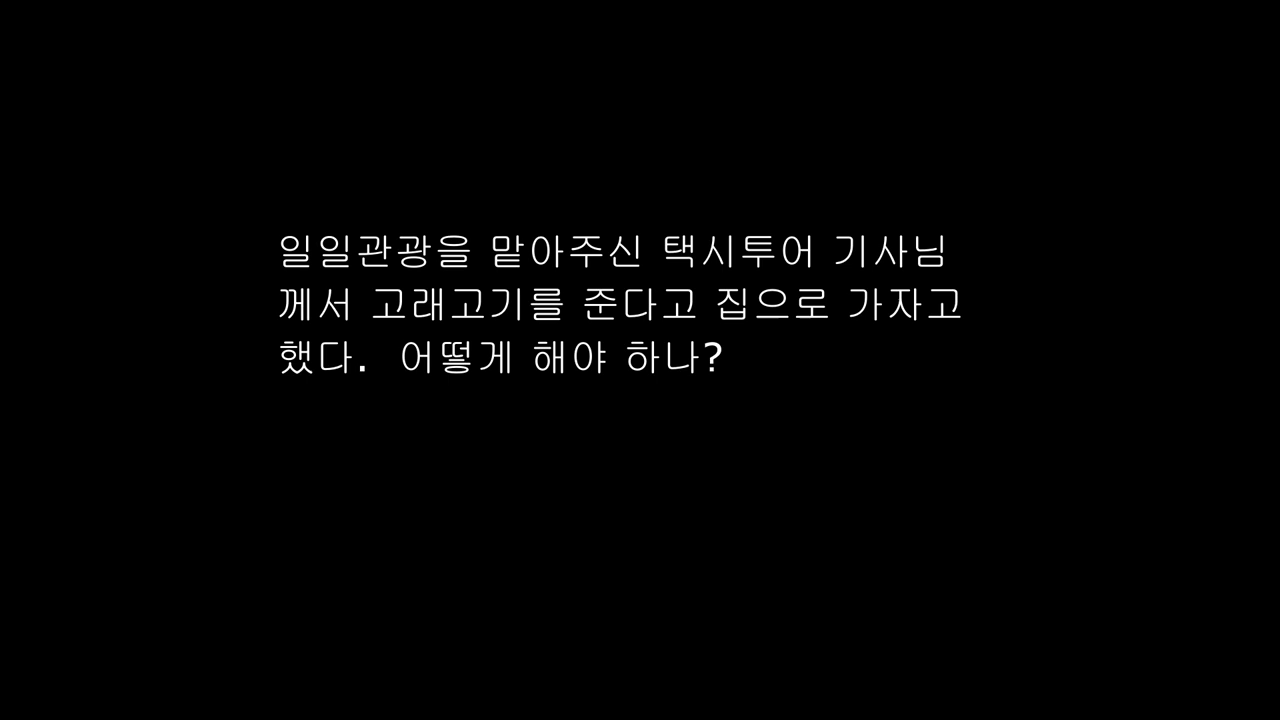 일일관광을 맡아주신 택시투어 기사님
께서 고래고기를 준다고 집으로 가자고
했다. 어떻게 해야 하나?